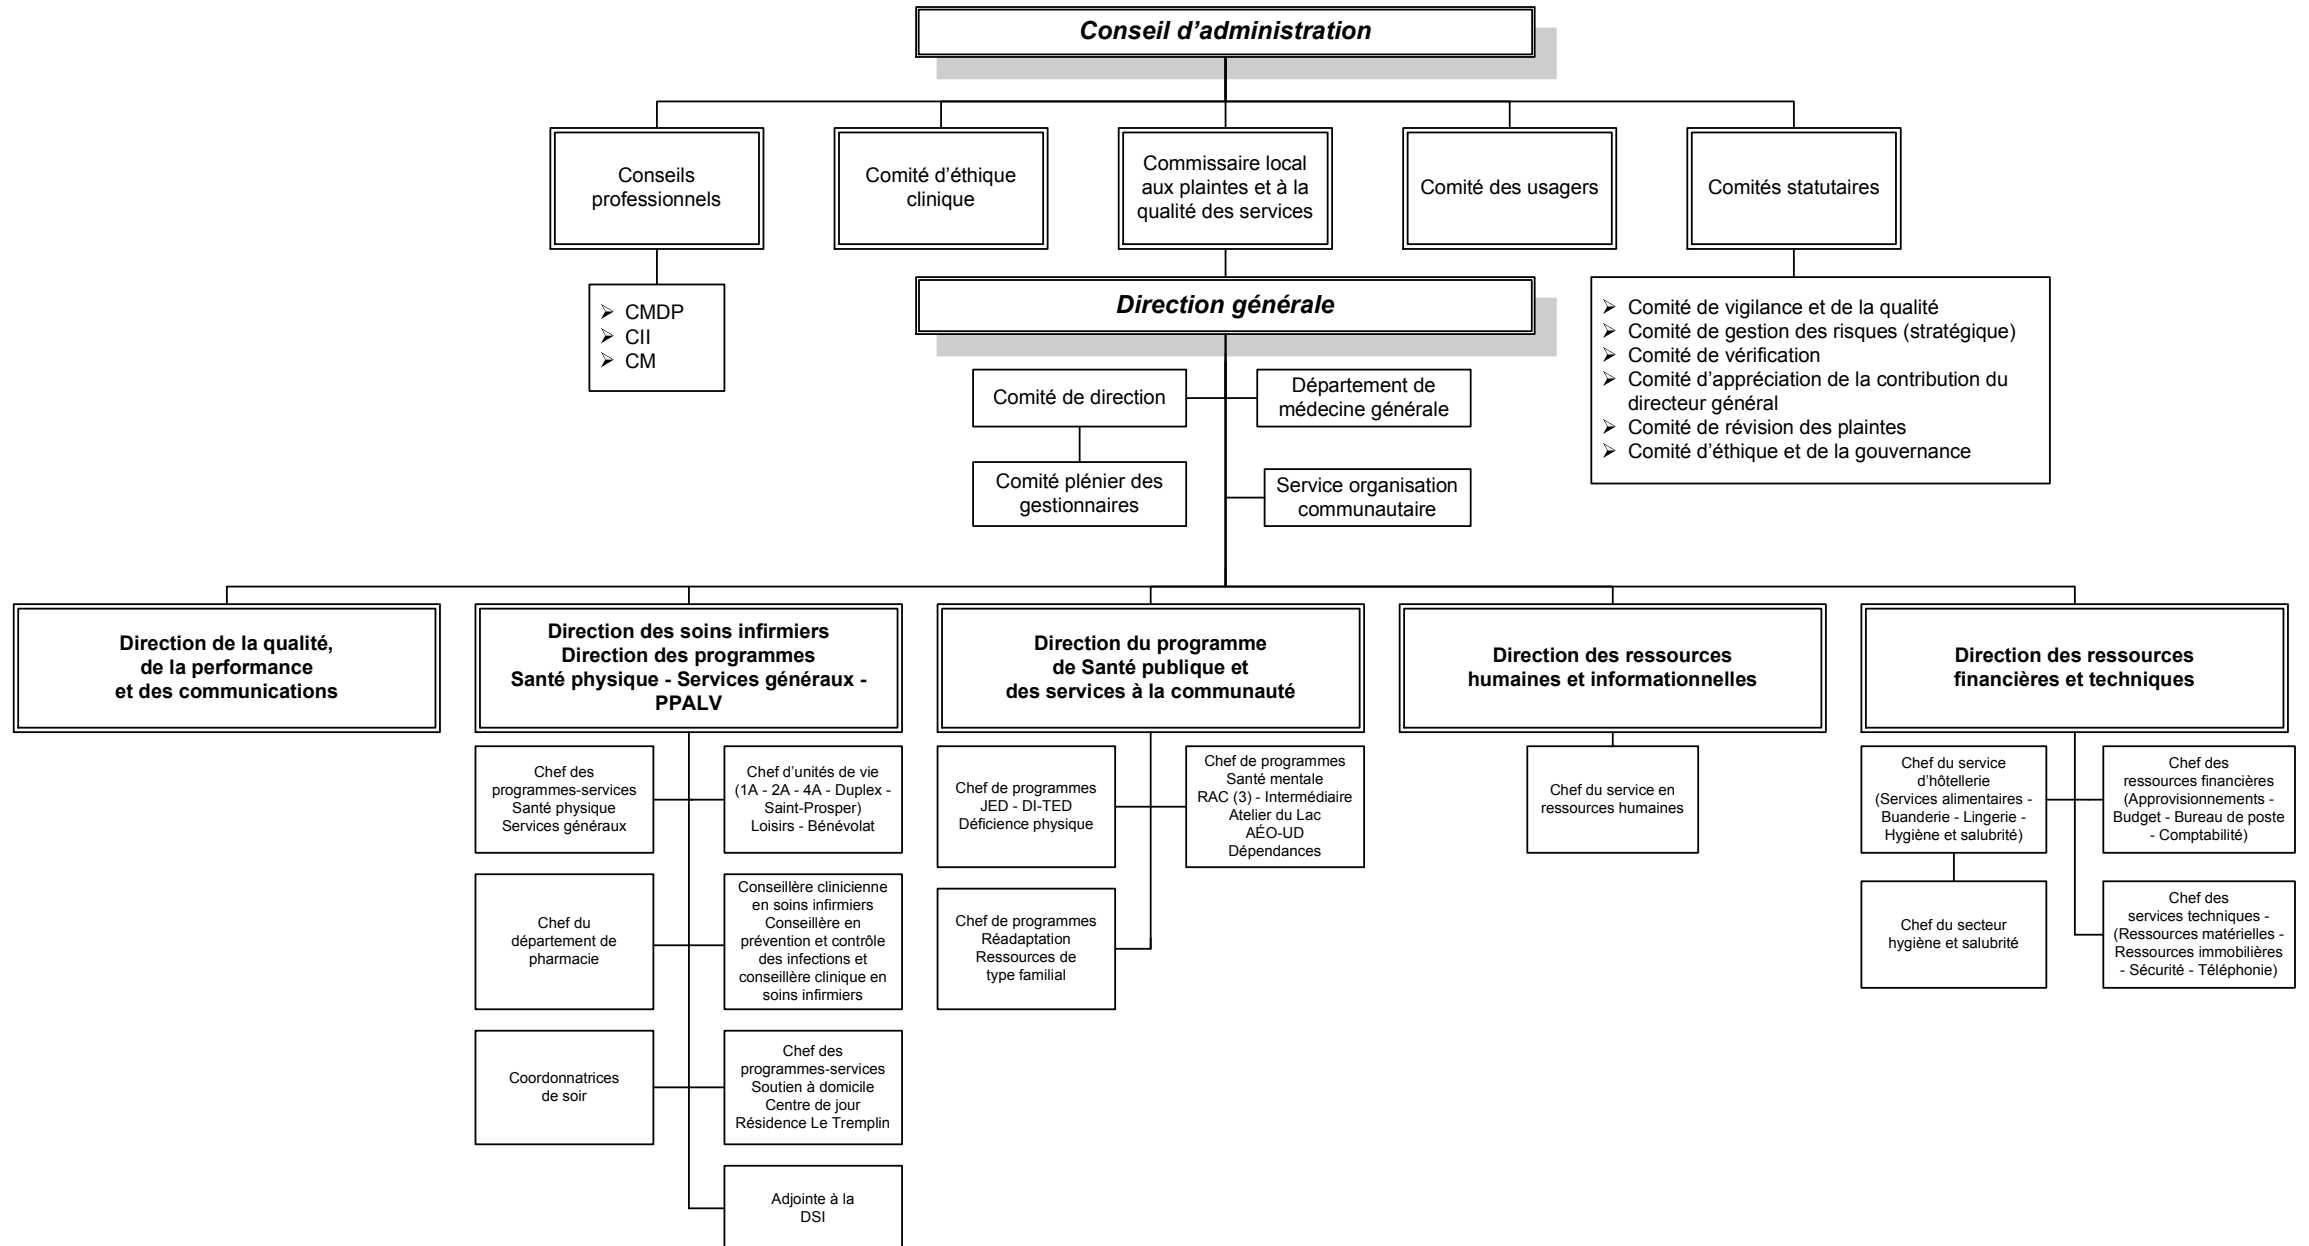 Conseil d’administration
Conseils
professionnels
Comité d’éthique
clinique
Commissaire local
aux plaintes et à la
qualité des services
Comité des usagers
Comités statutaires
➢ CMDP
➢ CII
➢ CM
Direction générale
➢ Comité de vigilance et de la qualité
➢ Comité de gestion des risques (stratégique)
➢ Comité de vérification
➢ Comité d’appréciation de la contribution du
directeur général
➢ Comité de révision des plaintes
➢ Comité d’éthique et de la gouvernance
Comité de direction
Département de
médecine générale
Comité plénier des
gestionnaires
Service organisation
communautaire
Direction de la qualité,
de la performance
et des communications
Direction des soins infirmiers
Direction des programmes
Santé physique - Services généraux -
PPALV
Direction du programme
de Santé publique et
des services à la communauté
Direction des ressources
humaines et informationnelles
Direction des ressources
financières et techniques
Chef des
programmes-services
Santé physique
Services généraux
Chef d’unités de vie
(1A - 2A - 4A - Duplex -
Saint-Prosper)
Loisirs - Bénévolat
Chef du
département de
pharmacie
Conseillère clinicienne
en soins infirmiers
Conseillère en
prévention et contrôle
des infections et
conseillère clinique en
soins infirmiers
Coordonnatrices
de soir
Chef des
programmes-services
Soutien à domicile
Centre de jour
Résidence Le Tremplin
Adjointe à la
DSI
Chef de programmes
JED - DI-TED
Déficience physique
Chef de programmes
Santé mentale
RAC (3) - Intermédiaire
Atelier du Lac
AÉO-UD
Dépendances
Chef de programmes
Réadaptation
Ressources de
type familial
Chef du service en
ressources humaines
Chef du service
d’hôtellerie
(Services alimentaires -
Buanderie - Lingerie -
Hygiène et salubrité)
Chef des
ressources financières
(Approvisionnements -
Budget - Bureau de poste
- Comptabilité)
Chef du secteur
hygiène et salubrité
Chef des
services techniques -
(Ressources matérielles -
Ressources immobilières
- Sécurité - Téléphonie)